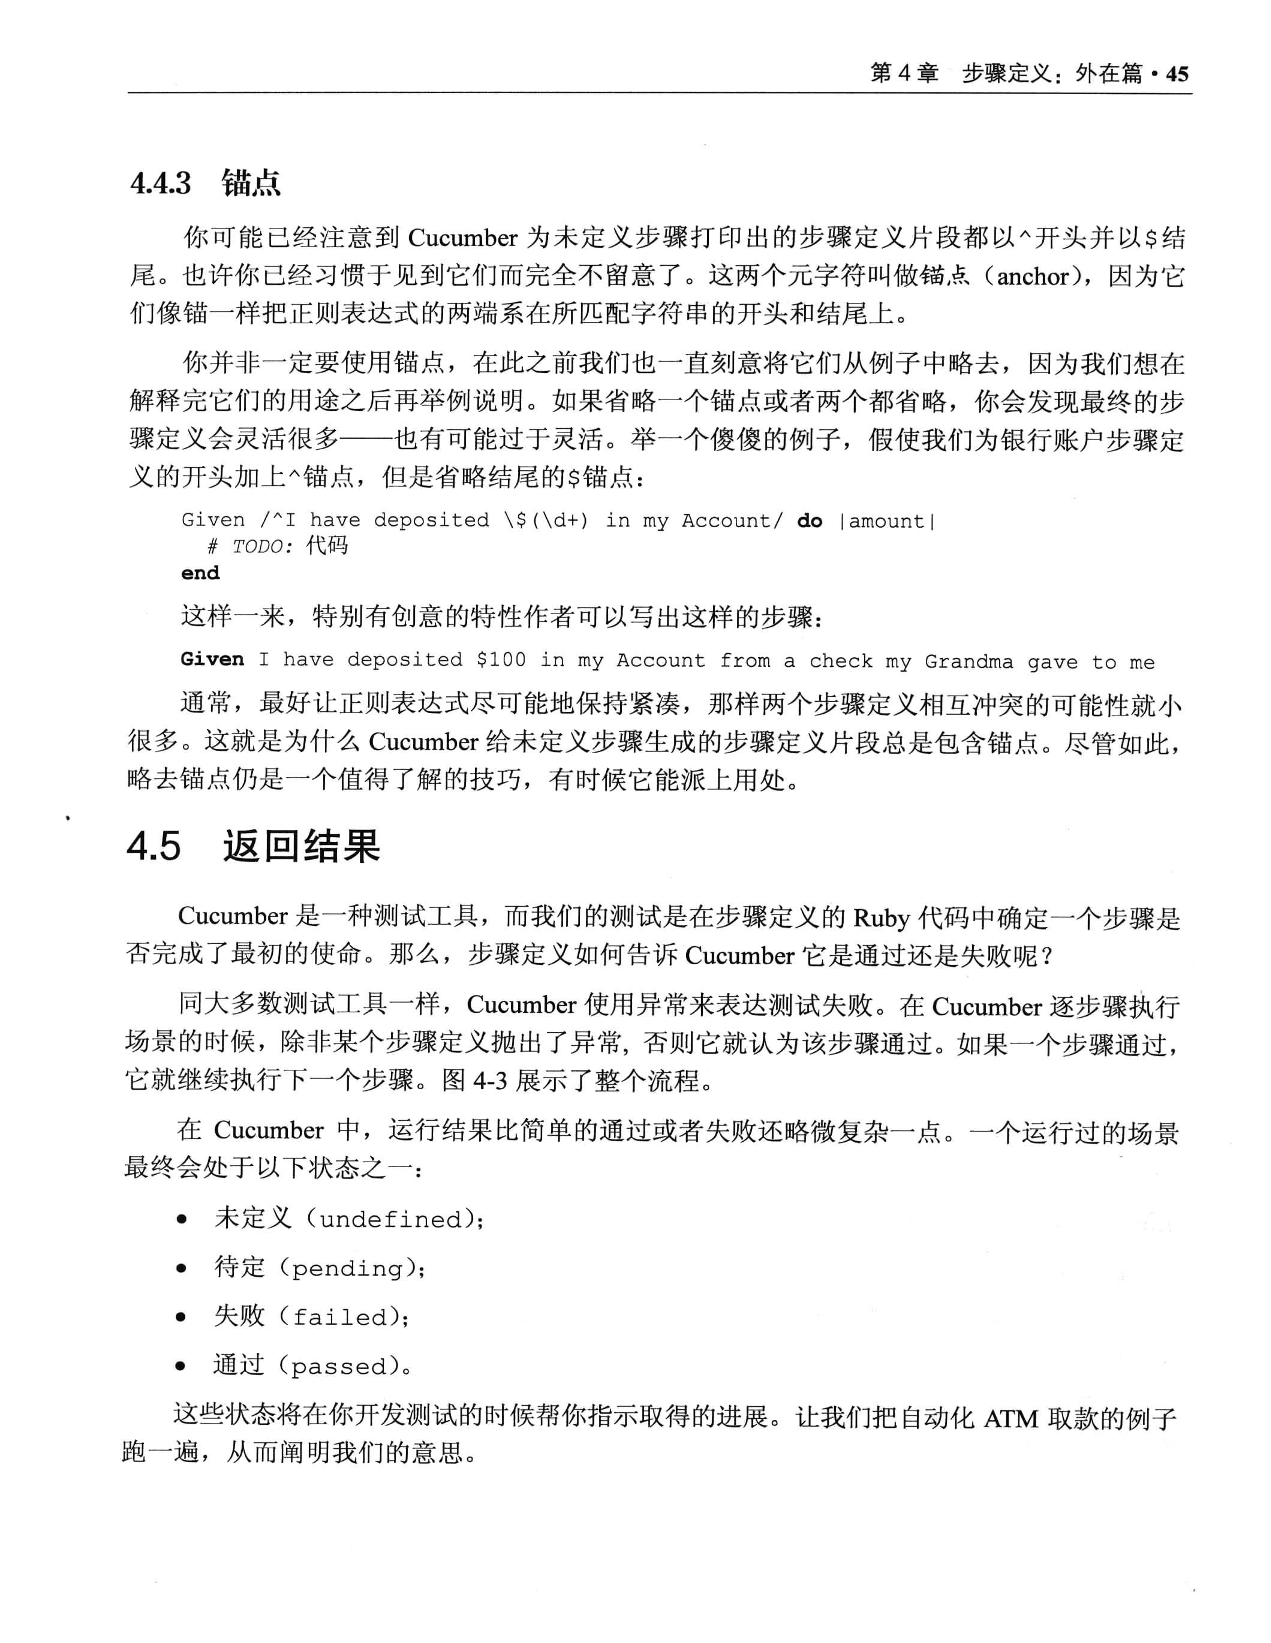 第 4 章 步骤定义：外在篇 • 45
4.4.3 锚点
你可能已经注意到 Cucumber 为未定义步骤打印出的步骤定义片段都以^开头并以$结
尾。也许你已经习惯于见到它们而完全不留意了。这两个元字符叫做锚点（anchor），因为它
们像锚一样把正则表达式的两端系在所匹配字符串的开头和结尾上。
你并非一定要使用锚点，在此之前我们也一直刻意将它们从例子中略去，因为我们想在
解释完它们的用途之后再举例说明。如果省略一个锚点或者两个都省略，你会发现最终的步
骤定义会灵活很多——也有可能过于灵活。举一个傻傻的例子，假使我们为银行账户步骤定
义的开头加上^锚点，但是省略结尾的$锚点：
Given /^I have deposited \$(\d+) in my Account/ do |amount|
# TODO: 代码
end
这样一来，特别有创意的特性作者可以写出这样的步骤：
Given I have deposited $100 in my Account from a check my Grandma gave to me
通常，最好让正则表达式尽可能地保持紧凑，那样两个步骤定义相互冲突的可能性就小
很多。这就是为什么 Cucumber 给未定义步骤生成的步骤定义片段总是包含锚点。尽管如此，
略去锚点仍是一个值得了解的技巧，有时候它能派上用处。
4.5 返回结果
Cucumber 是一种测试工具，而我们的测试是在步骤定义的 Ruby 代码中确定一个步骤是
否完成了最初的使命。那么，步骤定义如何告诉 Cucumber 它是通过还是失败呢？
同大多数测试工具一样，Cucumber 使用异常来表达测试失败。在 Cucumber 逐步骤执行
场景的时候，除非某个步骤定义抛出了异常，否则它就认为该步骤通过。如果一个步骤通过，
它就继续执行下一个步骤。图 4-3 展示了整个流程。
在 Cucumber 中，运行结果比简单的通过或者失败还略微复杂一点。一个运行过的场景
最终会处于以下状态之一：
• 未定义（undefined）；
• 待定（pending）；
• 失败（failed）；
• 通过（passed）。
这些状态将在你开发测试的时候帮你指示取得的进展。让我们把自动化 ATM 取款的例子
跑一遍，从而阐明我们的意思。